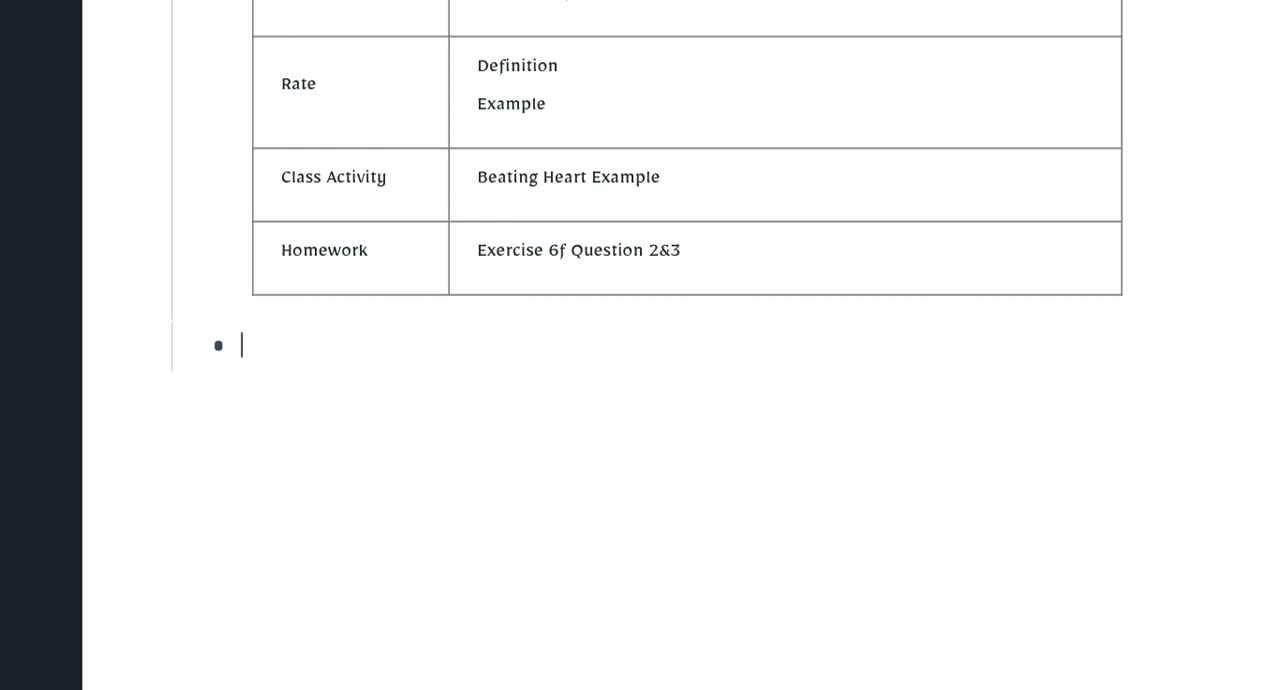 Rate
Definition
Example
Class Activity
Beating Heart Example
Homework
Exercise 6f Question 2&3